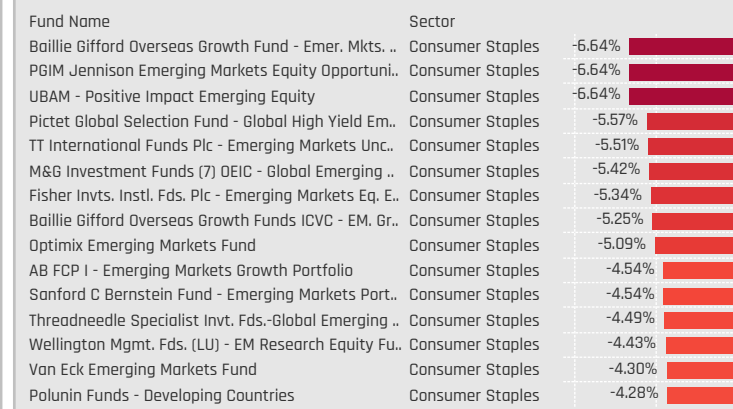 Fund Name Sector
Baillie Gifford Overseas Growth Fund - Emer. Mkts. .. Consumer Staples -6.64%
PGIM Jennison Emerging Markets Equity Opportuni.. Consumer Staples -6.64%
UBAM - Positive Impact Emerging Equity Consumer Staples -6.64%
Pictet Global Selection Fund - Global High Yield Em.. Consumer Staples -5.57%
TT International Funds Plc - Emerging Markets Unc.. Consumer Staples -5.51%
M&G Investment Funds (7) OEIC - Global Emerging .. Consumer Staples -5.42%
Fisher Invts. Instl. Fds. Plc - Emerging Markets Eq. E.. Consumer Staples -5.34%
Baillie Gifford Overseas Growth Funds ICVC - EM. Gr.. Consumer Staples -5.25%
Optimix Emerging Markets Fund Consumer Staples -5.09%
AB FCP I - Emerging Markets Growth Portfolio Consumer Staples -4.54%
Sanford C Bernstein Fund - Emerging Markets Port.. Consumer Staples -4.54%
Threadneedle Specialist Invt. Fds.-Global Emerging .. Consumer Staples -4.49%
Wellington Mgmt. Fds. (LU) - EM Research Equity Fu.. Consumer Staples -4.43%
Van Eck Emerging Markets Fund Consumer Staples -4.30%
Polunin Funds - Developing Countries Consumer Staples -4.28%